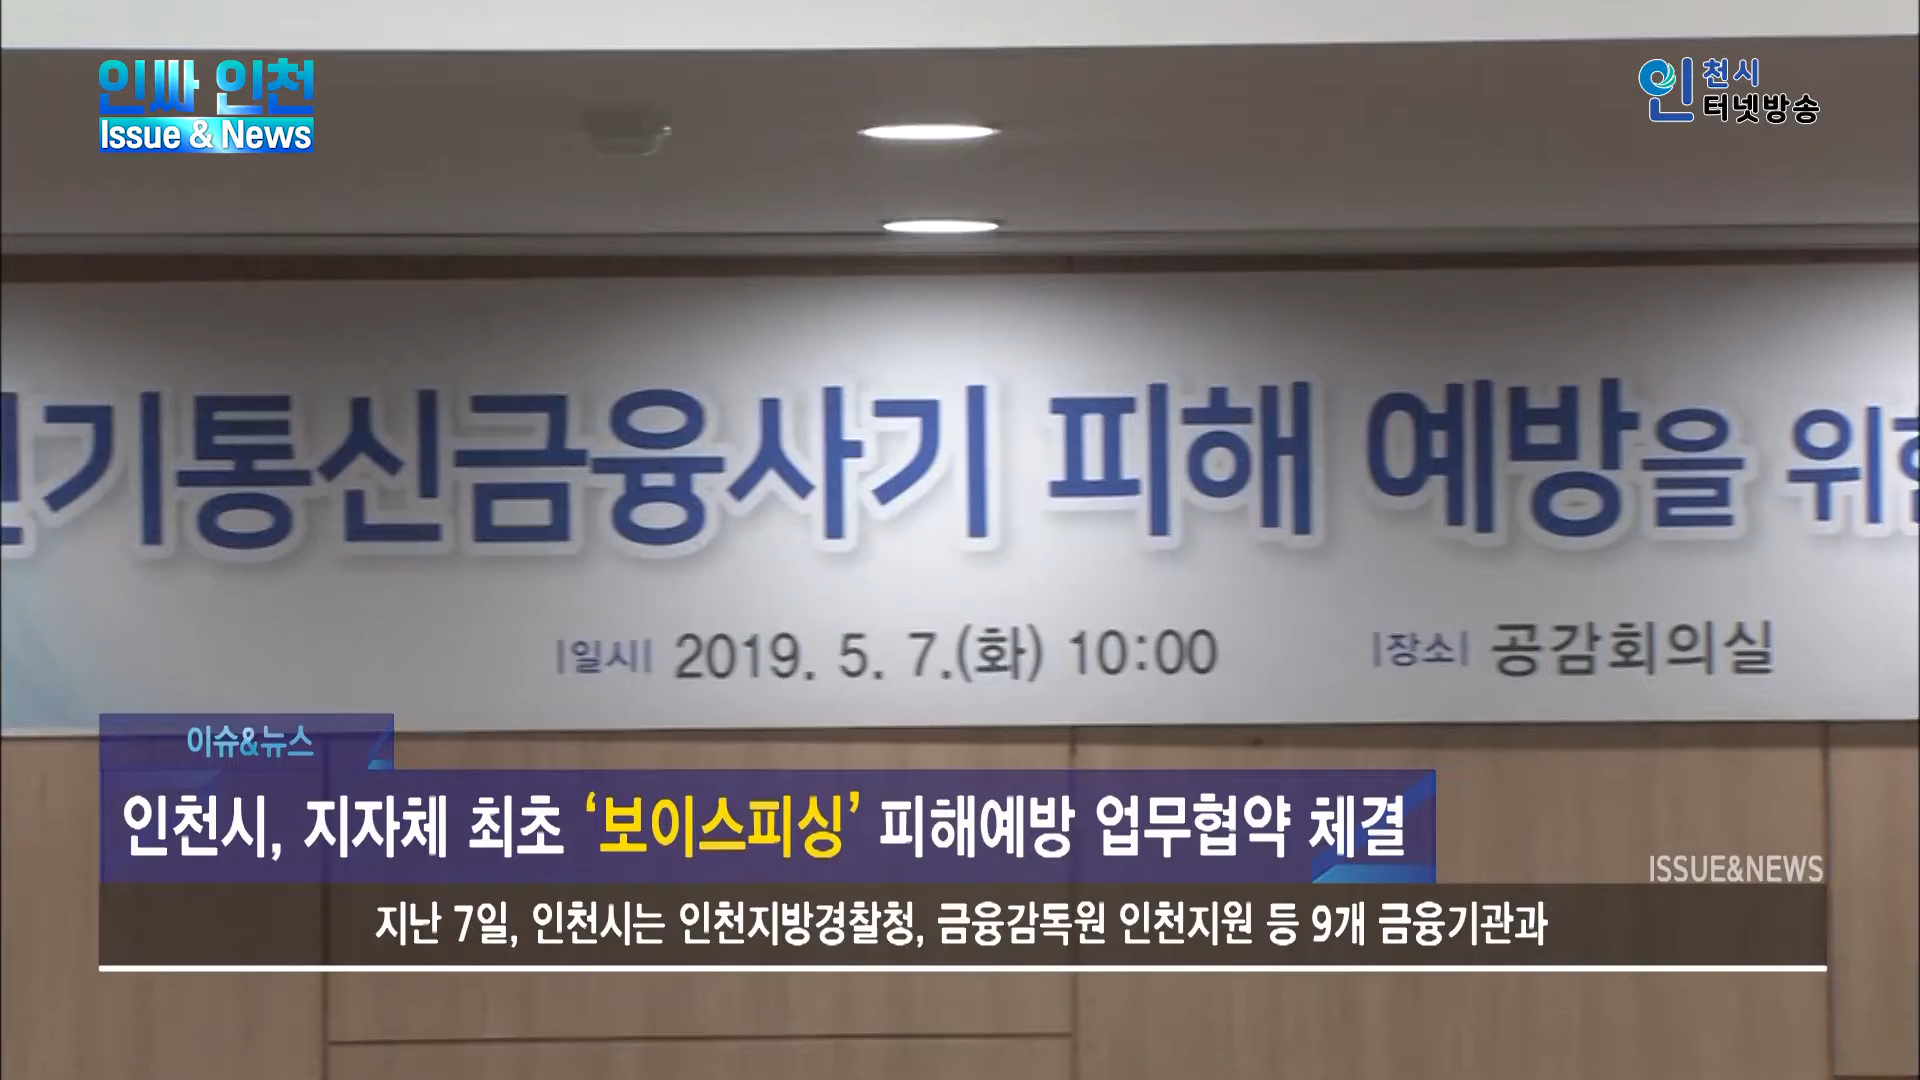 인싸 인천
Issue & News
인천시
인터넷방송
전기통신금융사기 피해 예방을 위한
|일시| 2019. 5. 7.(화) 10:00 |장소| 공감회의실
이슈&뉴스
인천시, 지자체 최초 ‘보이스피싱’ 피해예방 업무협약 체결
ISSUE&NEWS
지난 7일, 인천시는 인천지방경찰청, 금융감독원 인천지원 등 9개 금융기관과